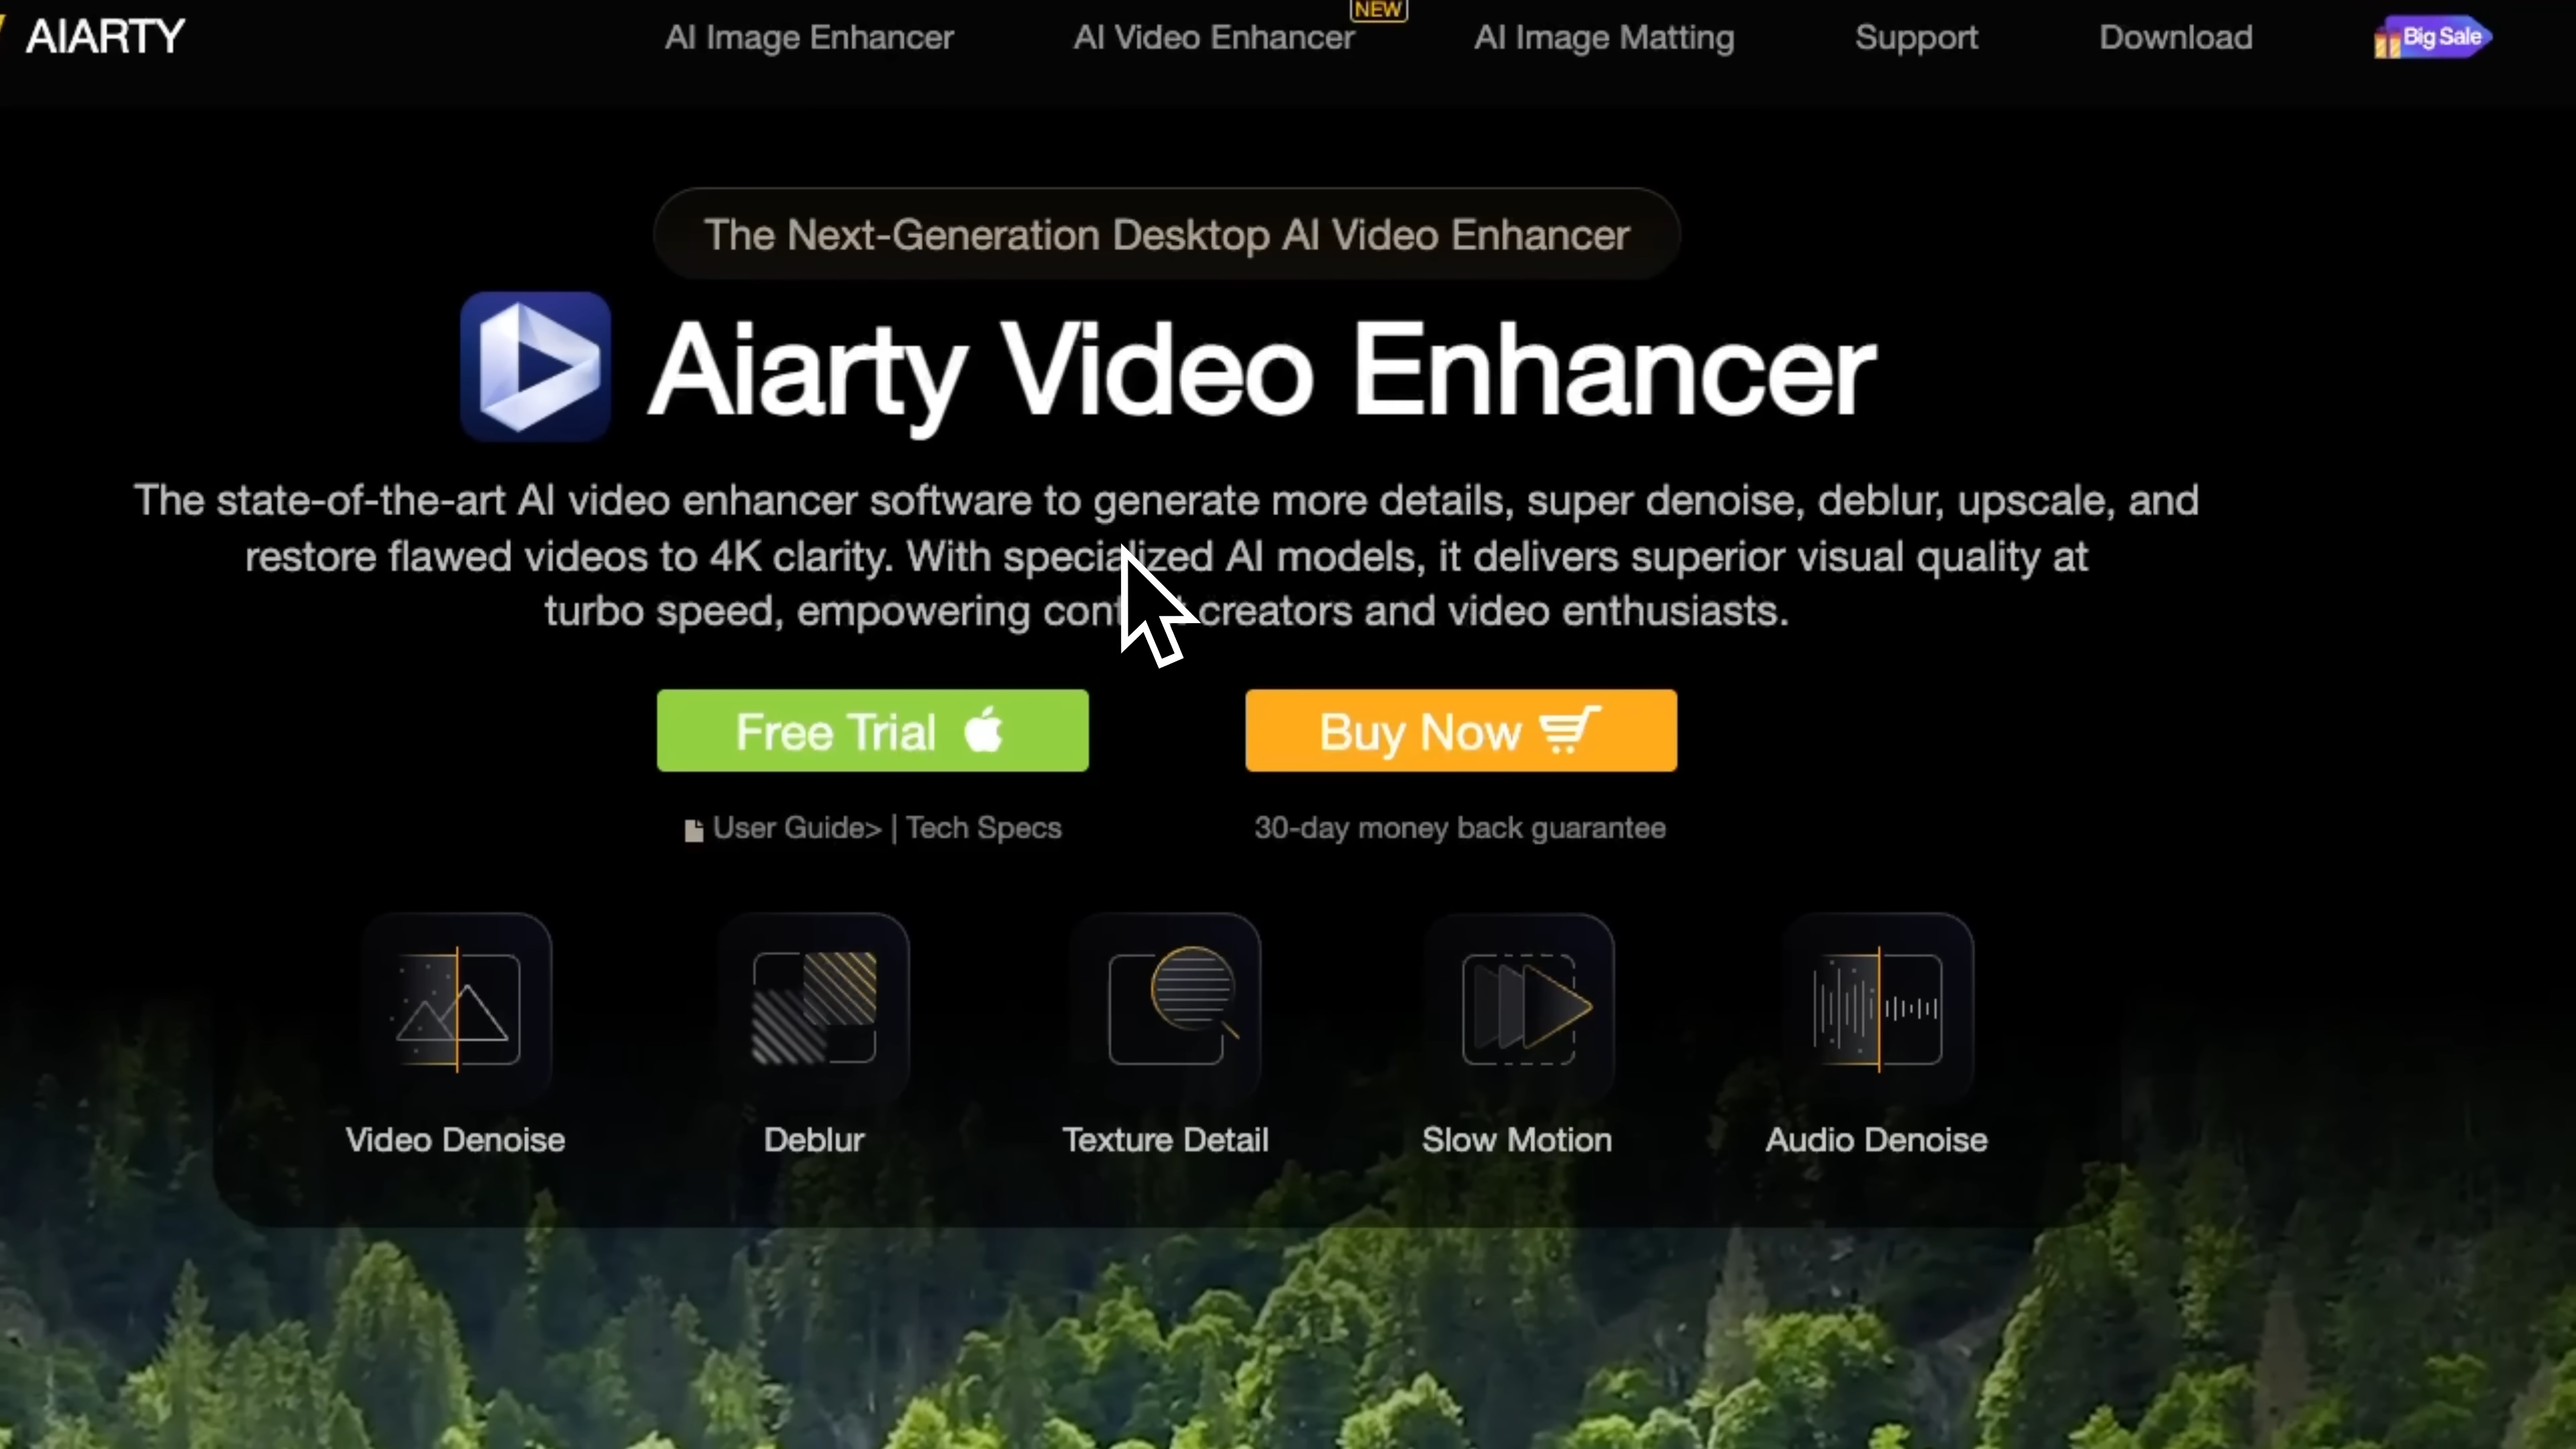 AIARTY
AI Image Enhancer
AI Video Enhancer
NEW
AI Image Matting
Support
Download
Big Sale
The Next-Generation Desktop AI Video Enhancer
Aiarty Video Enhancer
The state-of-the-art AI video enhancer software to generate more details, super denoise, deblur, upscale, and
restore flawed videos to 4K clarity. With specialized AI models, it delivers superior visual quality at
turbo speed, empowering creators and video enthusiasts.
Free Trial
Buy Now
User Guide> | Tech Specs
30-day money back guarantee
Video Denoise
Deblur
Texture Detail
Slow Motion
Audio Denoise